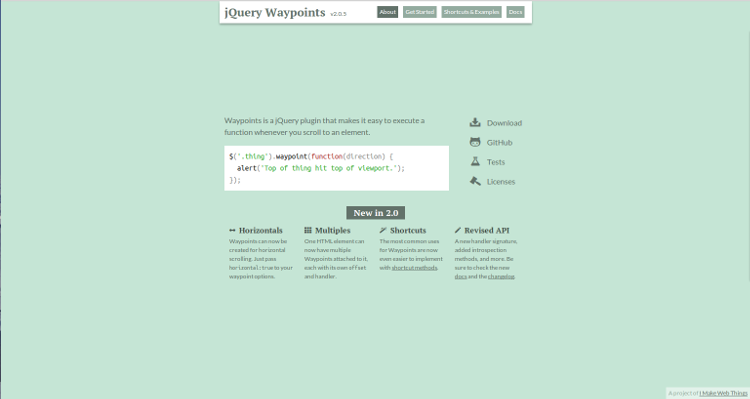 jQuery Waypoints v2.0.5
About Get Started Shortcuts & Examples Docs
Waypoints is a jQuery plugin that makes it easy to execute a
function whenever you scroll to an element.
$('.thing').waypoint(function(direction) {
alert('Top of thing hit top of viewport.');
});
Download
GitHub
Tests
Licenses
New in 2.0
Horizontals
Waypoints can now be
created for horizontal
scrolling. Just pass
horizontal: true to your
waypoint options.
Multiples
One HTML element can
now have multiple
Waypoints attached to it,
each with its own offset
and handler.
Shortcuts
The most common uses
for Waypoints are now
even easier to implement
with shortcut methods.
Revised API
A new handler signature,
added introspection
methods, and more. Be
sure to check the new
docs and the changelog.
A project of I Make Web Things